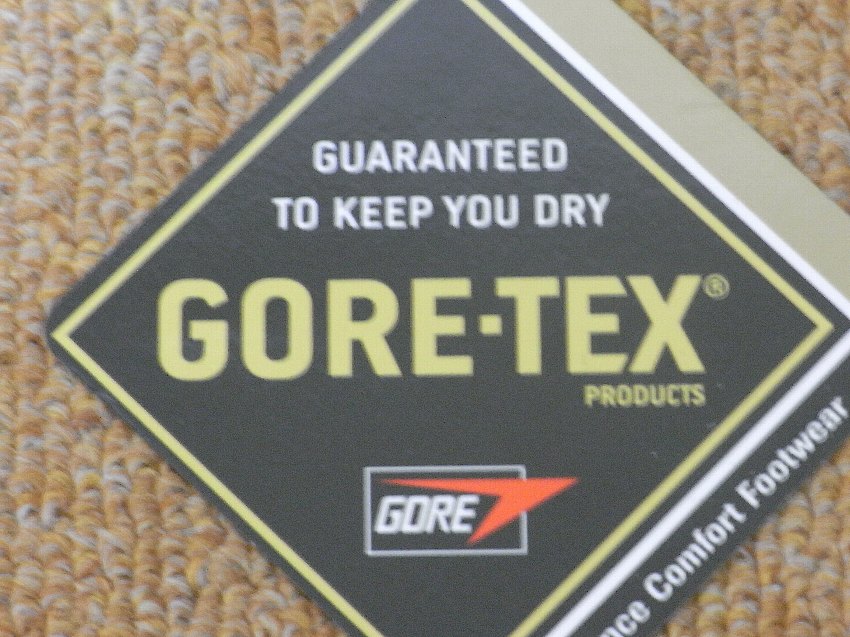 GUARANTEED
TO KEEP YOU DRY
GORE-TEX®
PRODUCTS
GORE
Comfort Footwear